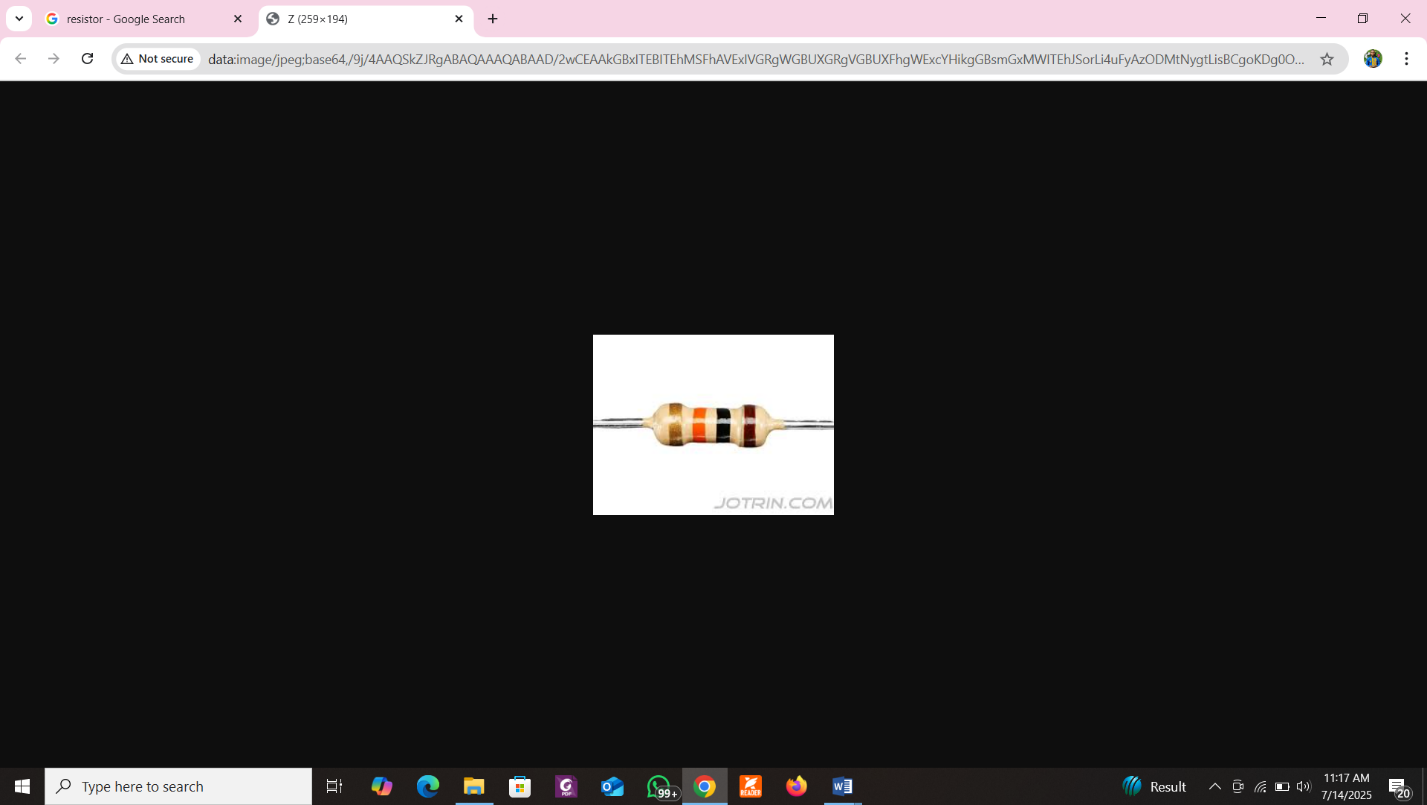 resistor - Google Search
Z (259×194)
Not secure
data:image/jpeg;base64,/9j/4AAQSkZJRgABAQAAAQABAAD/2wCEAAkGBxITEBITEhMSFhAVExIVGRgWGBUXGRgVGBUXFhgWExcYHikgGBsmGxMWITEhJSorLi4uFyAzODMtNygtLisBCgoKDg0O...
JOTRIN.COM
Type here to search
99+
Result
11:17 AM
7/14/2025
20